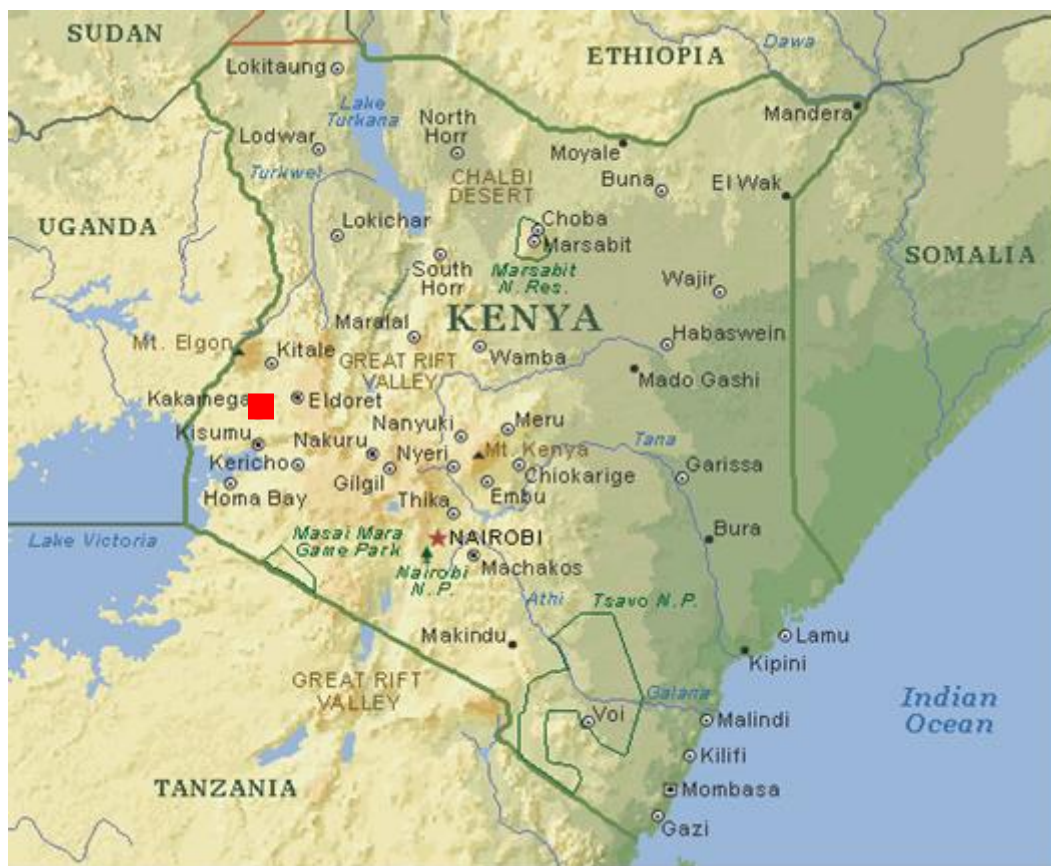 SUDAN
ETHIOPIA
Dawa
Lokitaung
Lake
Turkana
North
Horr
Mandera
Lodwar
Moyale
Turkwel
CHALBI
DESERT
Buna
El Wak
UGANDA
Lokichar
Choba
Marsabit
SOMALIA
South
Horr
Marsabit
N. Res.
Wajir
Maralal
KENYA
Habaswein
Mt. Elgon
Kitale
GREAT RIFT
VALLEY
Wamba
Mado Gashi
Kakamega
Eldoret
Nanyuki
Meru
Kisumu
Nakuru
Nyeri
Mt. Kenya
Tana
Kericho
Gilgil
Chiokarige
Garissa
Homa Bay
Thika
Embu
Lake Victoria
Masai Mara
Game Park
NAIROBI
Bura
Nairobi
N.P.
Machakos
Athi
Tsavo N.P.
Makindu
Lamu
Kipini
GREAT RIFT
VALLEY
Galana
Indian
Ocean
Voi
Malindi
Kilifi
TANZANIA
Mombasa
Gazi